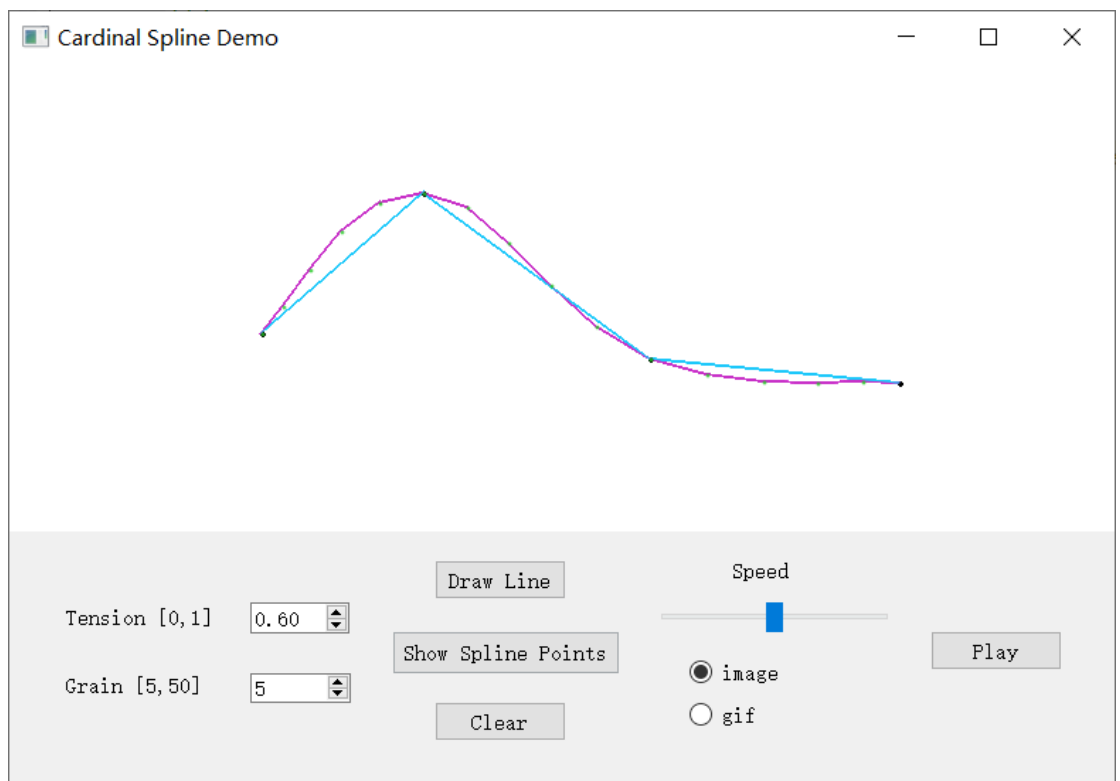 Cardinal Spline Demo
Draw Line
Speed
Tension [0,1] 0.60
Show Spline Points
Play
image
Grain [5,50] 5
gif
Clear